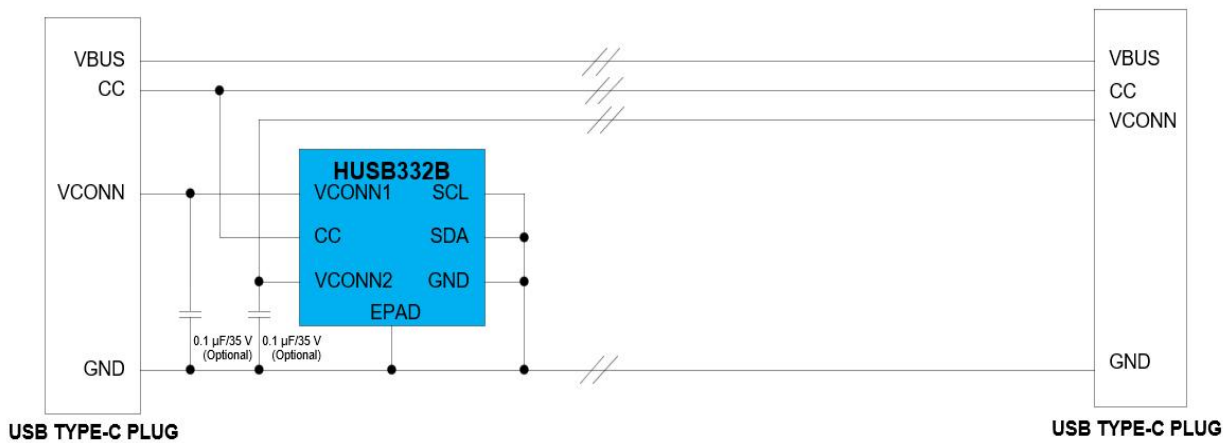 VBUS
CC
VCONN
GND
USB TYPE-C PLUG
HUSB332B
VCONN1 SCL
CC SDA
VCONN2 GND
EPAD
0.1 µF/35 V
(Optional)
0.1 µF/35 V
(Optional)
VBUS
CC
VCONN
GND
USB TYPE-C PLUG